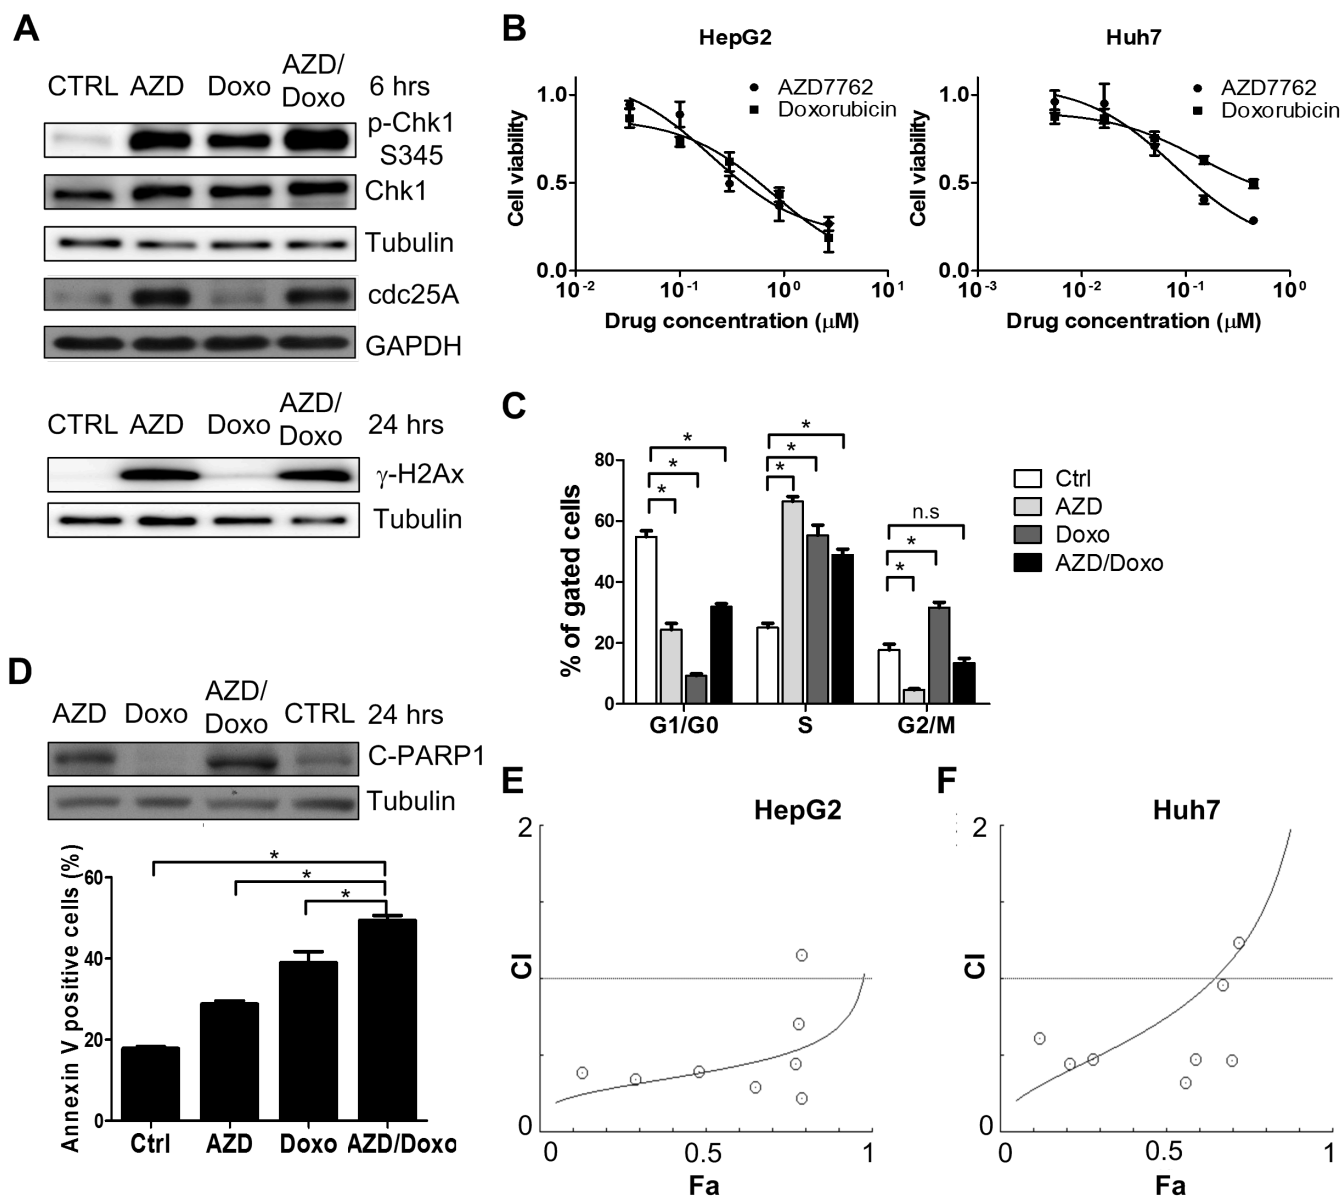 A
CTRL AZD Doxo AZD/
Doxo 6 hrs
p-Chk1
S345
Chk1
Tubulin
cdc25A
GAPDH
CTRL AZD Doxo AZD/
Doxo 24 hrs
γ-H2Ax
Tubulin
B
HepG2
AZD7762
Doxorubicin
Cell viability
1.0
0.5
0.0
10-2 10-1 100 101
Drug concentration (μM)
Huh7
AZD7762
Doxorubicin
Cell viability
1.0
0.5
0.0
10-3 10-2 10-1 100
Drug concentration (μM)
C
% of gated cells
80
60
40
20
0
* * *
* * *
* * n.s
G1/G0 S G2/M
Ctrl
AZD
Doxo
AZD/Doxo
D
AZD Doxo AZD/
Doxo CTRL 24 hrs
C-PARP1
Tubulin
Annexin V positive cells (%)
60
40
20
0
* * *
Ctrl AZD Doxo AZD/Doxo
E
HepG2
2
CI
0
0 0.5 1
Fa
F
Huh7
2
CI
0
0 0.5 1
Fa